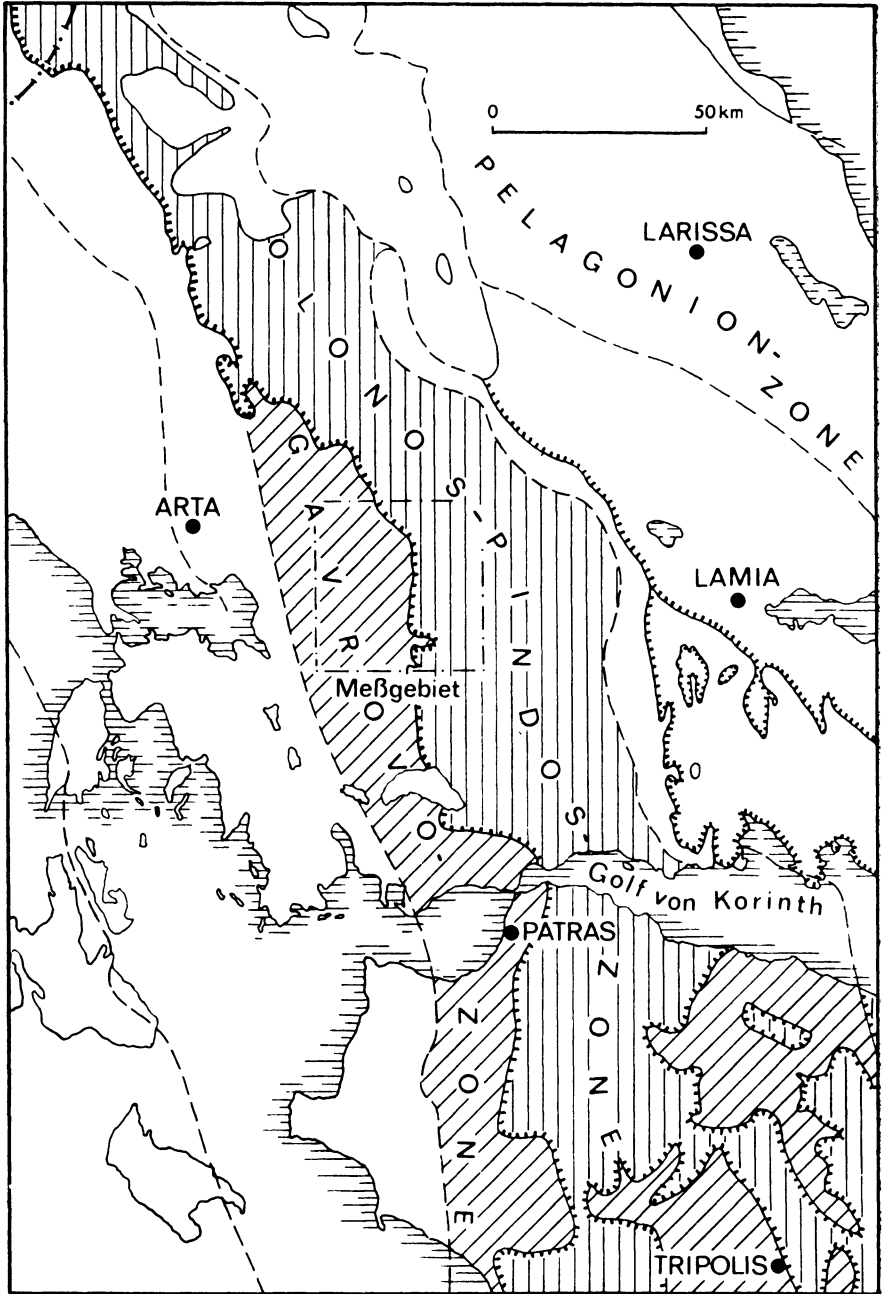 0 50 km
PELAGONION-ZONE
LARISSA
OLONOS-PINDOS-ZONE
GAVROVO-ZONE
ARTA
LAMIA
Meßgebiet
Golf von Korinth
PATRAS
TRIPOLIS